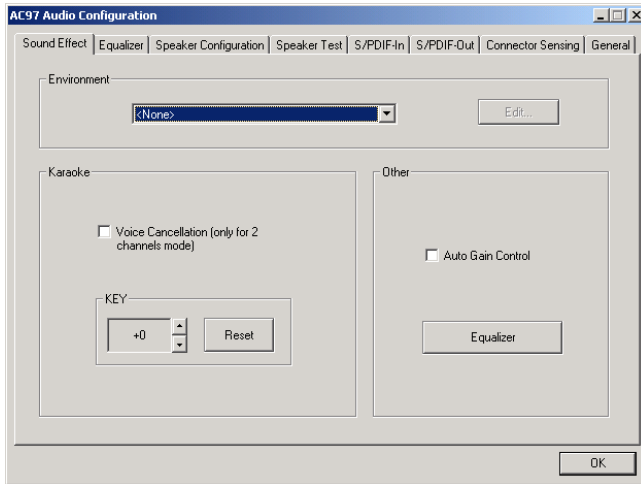 AC97 Audio Configuration
Sound Effect Equalizer Speaker Configuration Speaker Test S/PDIF-In S/PDIF-Out Connector Sensing General
Environment
<None>
Edit...
Karaoke
Voice Cancellation (only for 2
channels mode)
KEY
+0
Reset
Other
Auto Gain Control
Equalizer
OK